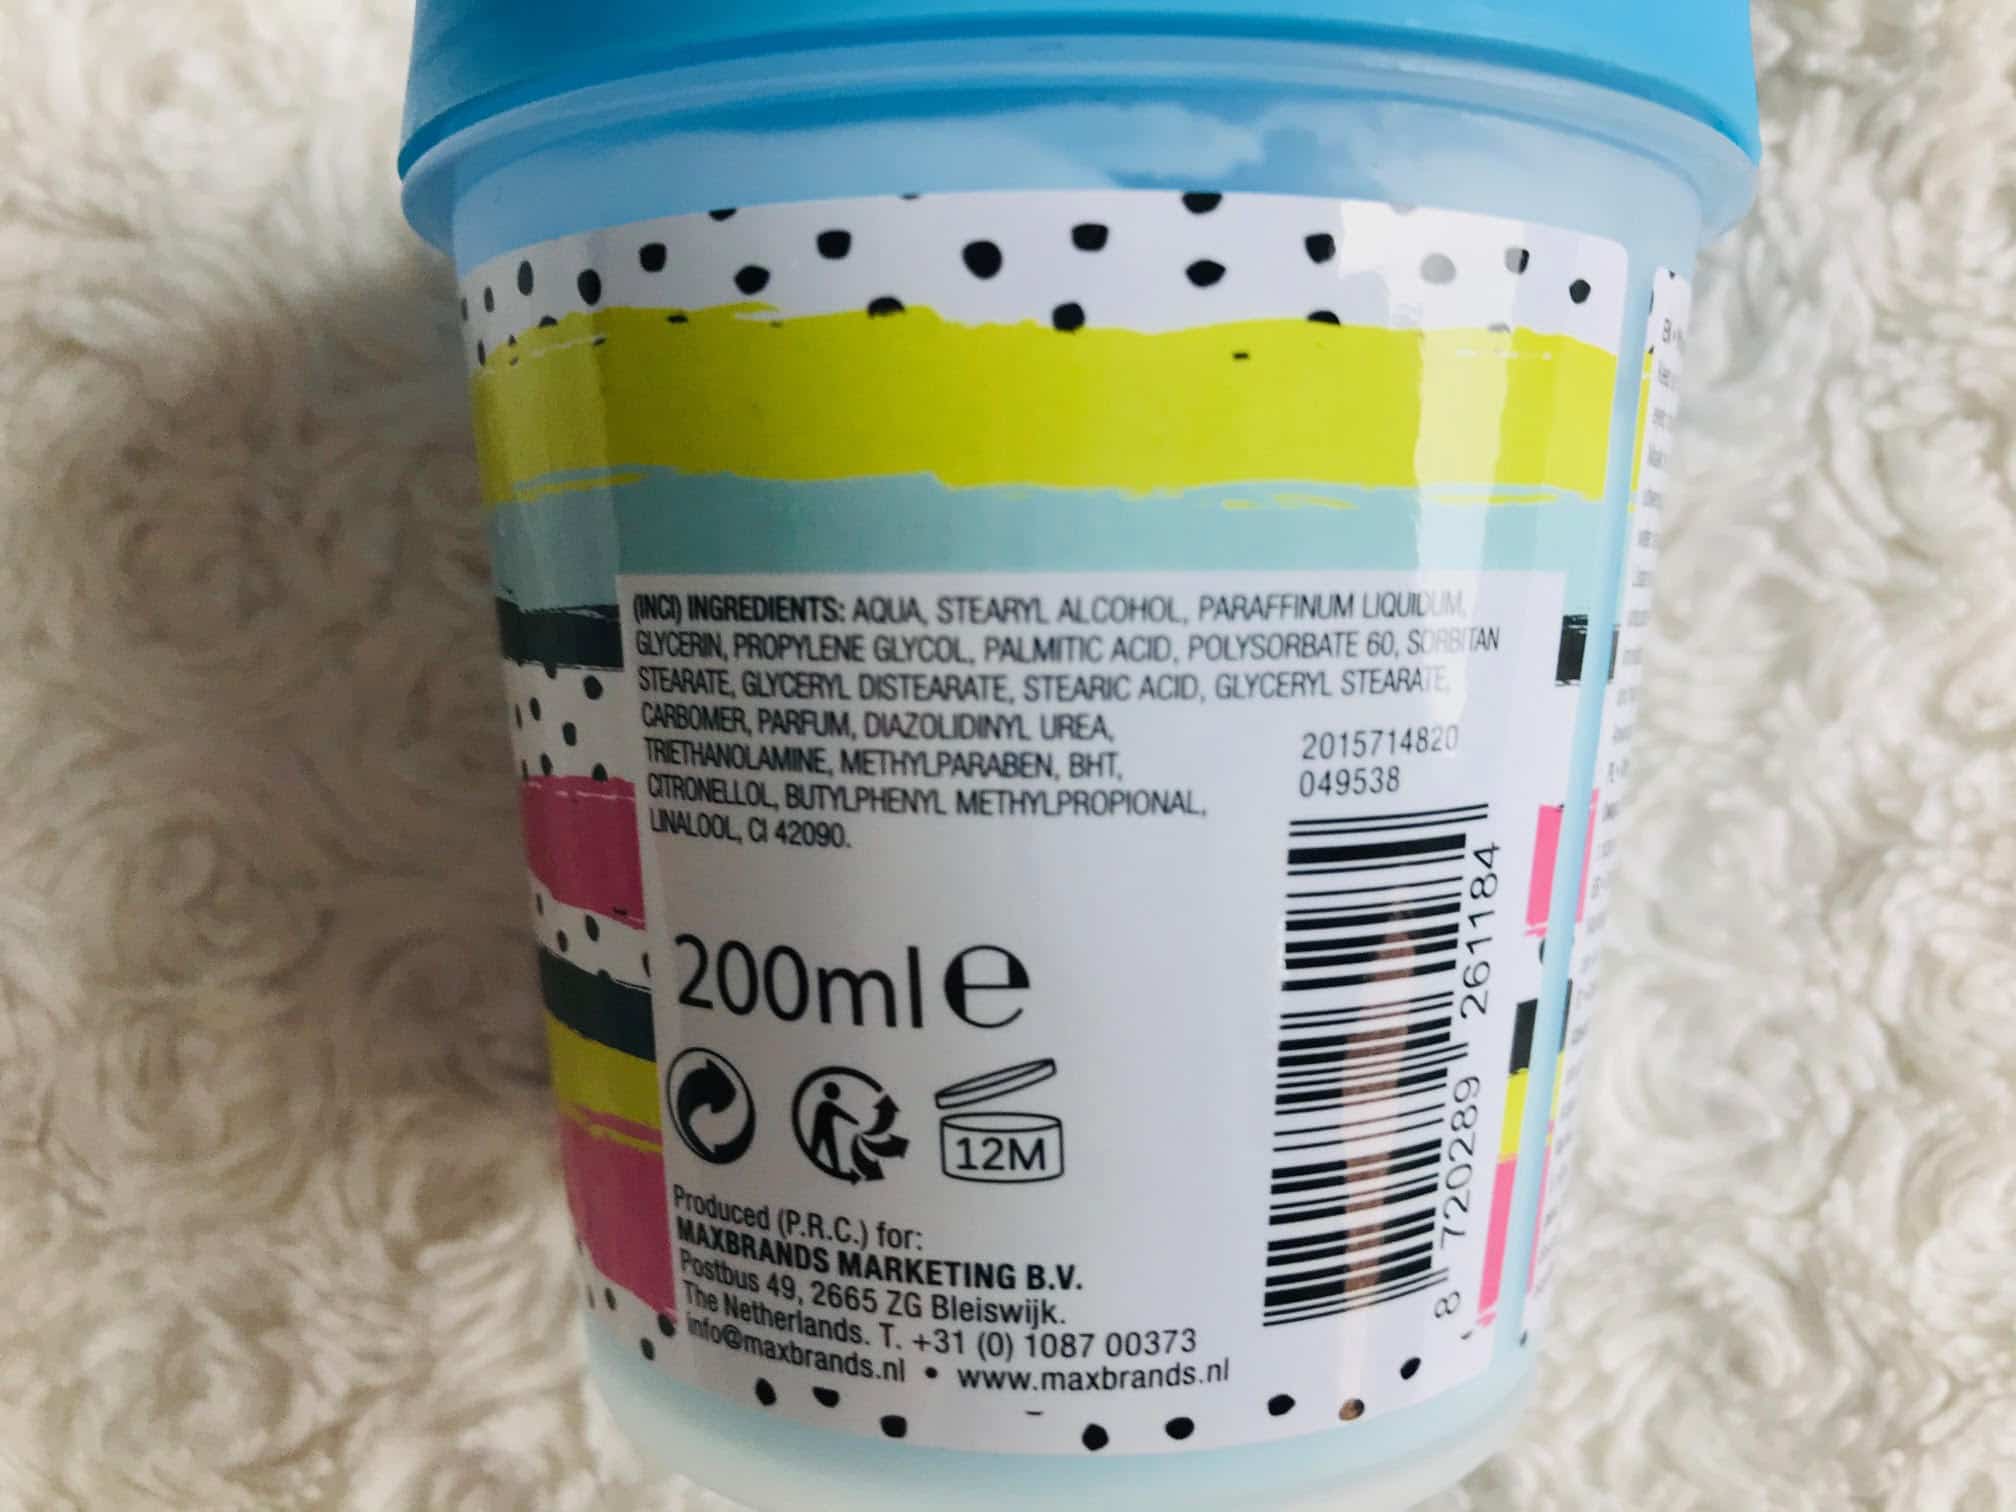 (INCI) INGREDIENTS: AQUA, STEARYL ALCOHOL, PARAFFINUM LIQUIDUM,
GLYCERIN, PROPYLENE GLYCOL, PALMITIC ACID, POLYSORBATE 60, SORBITAN
STEARATE, GLYCERYL DISTEARATE, STEARIC ACID, GLYCERYL STEARATE,
CARBOMER, PARFUM, DIAZOLIDINYL UREA,
TRIETHANOLAMINE, METHYLPARABEN, BHT,
CITRONELLOL, BUTYLPHENYL METHYLPROPIONAL,
LINALOOL, CI 42090.
2015714820
049538
200ml e
12M
Produced (P.R.C.) for:
MAXBRANDS MARKETING B.V.
Postbus 49, 2665 ZG Bleiswijk.
The Netherlands. T. +31 (0) 1087 00373
info@maxbrands.nl • www.maxbrands.nl
8 720289 261184